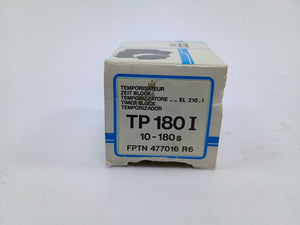 TEMPORISATEUR
ZEIT BLOCK
TEMPORIZZATORE -- EL 210.1
TIMER BLOCK
TEMPORIZADOR
TP 180 I
10-180s
FPTN 477016 R6